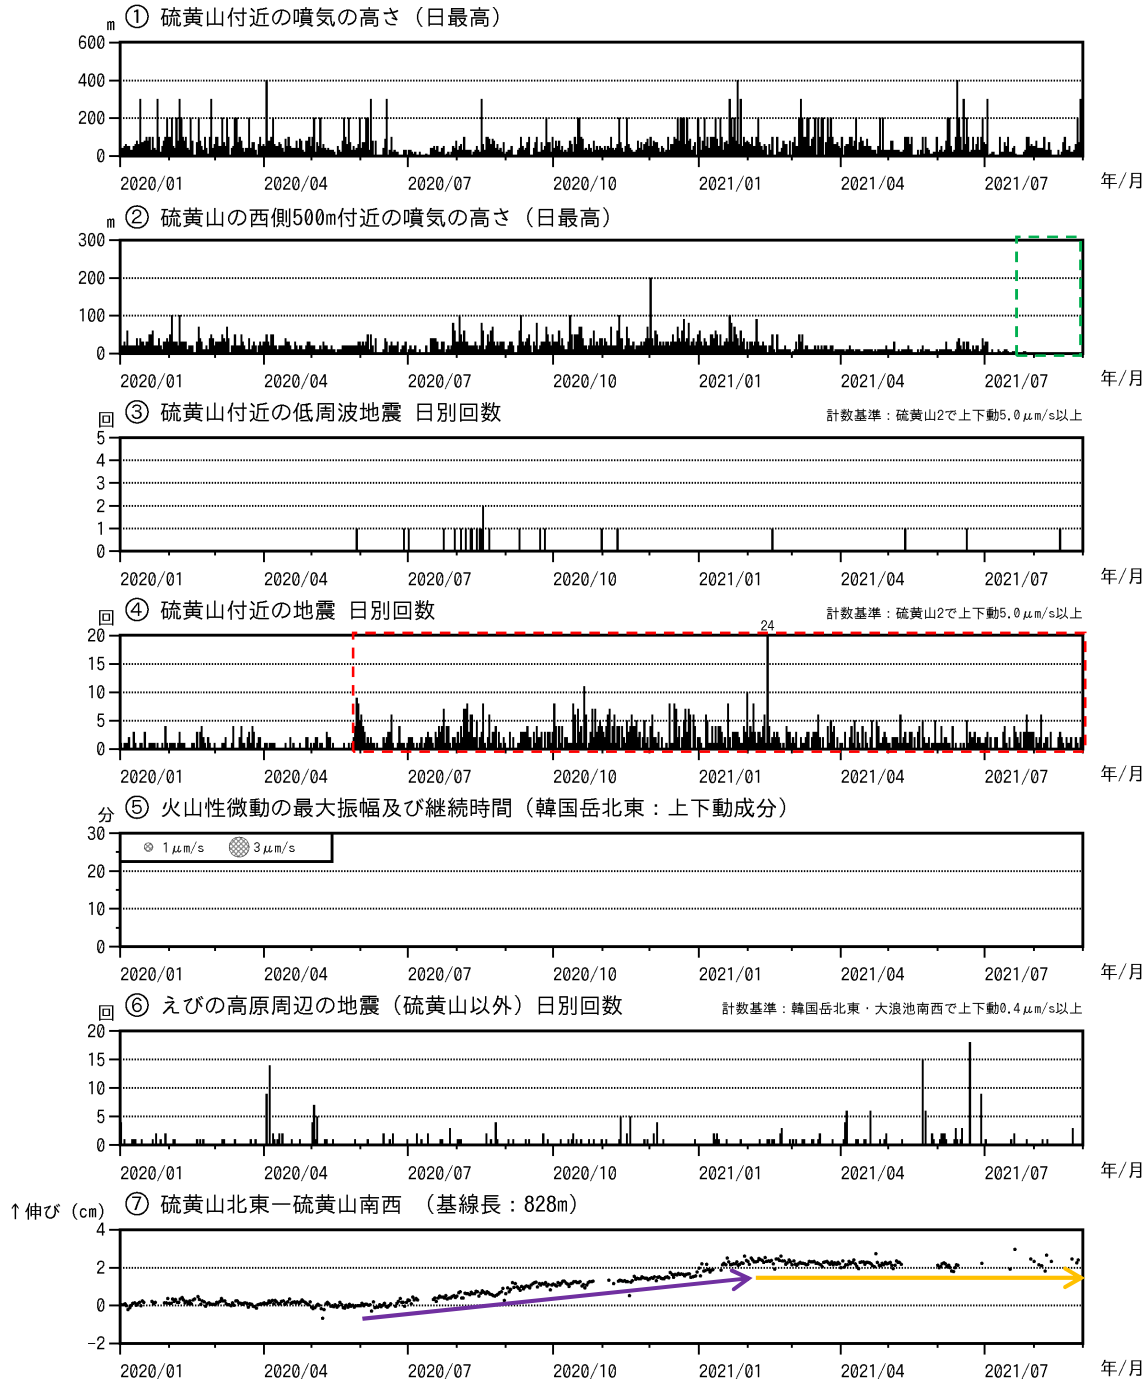 m ① 硫黄山付近の噴気の高さ（日最高）
600
400
200
0
2020/01 2020/04 2020/07 2020/10 2021/01 2021/04 2021/07 年/月
m ② 硫黄山の西側500m付近の噴気の高さ（日最高）
300
200
100
0
2020/01 2020/04 2020/07 2020/10 2021/01 2021/04 2021/07 年/月
回 ③ 硫黄山付近の低周波地震 日別回数 計数基準：硫黄山2で上下動5.0μm/s以上
5
4
3
2
1
0
2020/01 2020/04 2020/07 2020/10 2021/01 2021/04 2021/07 年/月
回 ④ 硫黄山付近の地震 日別回数 計数基準：硫黄山2で上下動5.0μm/s以上
24
20
15
10
5
0
2020/01 2020/04 2020/07 2020/10 2021/01 2021/04 2021/07 年/月
分 ⑤ 火山性微動の最大振幅及び継続時間（韓国岳北東：上下動成分）
30
1μm/s 3μm/s
20
10
0
2020/01 2020/04 2020/07 2020/10 2021/01 2021/04 2021/07 年/月
回 ⑥ えびの高原周辺の地震（硫黄山以外）日別回数 計数基準：韓国岳北東・大浪池南西で上下動0.4μm/s以上
20
15
10
5
0
2020/01 2020/04 2020/07 2020/10 2021/01 2021/04 2021/07 年/月
↑伸び（cm） ⑦ 硫黄山北東－硫黄山南西 （基線長：828m）
4
2
0
-2
2020/01 2020/04 2020/07 2020/10 2021/01 2021/04 2021/07 年/月